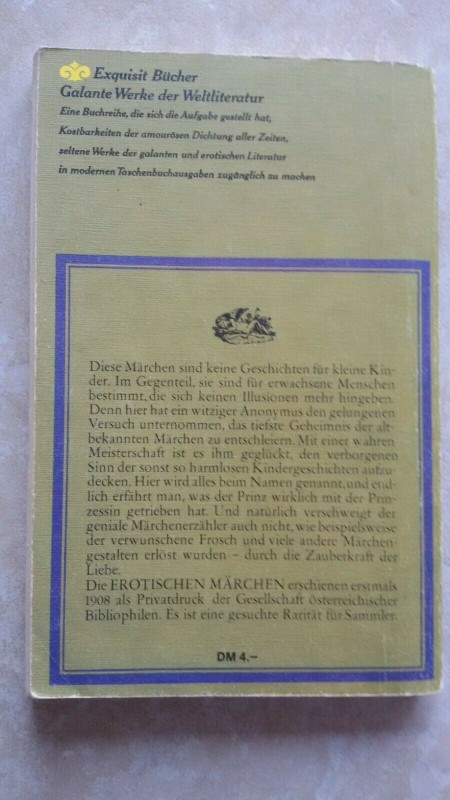 Exquisit Bücher
Galante Werke der Weltliteratur
Eine Buchreihe, die sich die Aufgabe gestellt hat,
Kostbarkeiten der amourösen Dichtung aller Zeiten,
seltene Werke der galanten und erotischen Literatur
in modernen Taschenbuchausgaben zugänglich zu machen
Diese Märchen sind keine Geschichten für kleine Kin-
der. Im Gegenteil, sie sind für erwachsene Menschen
bestimmt, die sich keinen Illusionen mehr hingeben.
Denn hier hat ein witziger Anonymus den gelungenen
Versuch unternommen, das tiefste Geheimnis der alt-
bekannten Märchen zu entschleiern. Mit einer wahren
Meisterschaft ist es ihm geglückt, den verborgenen
Sinn der sonst so harmlosen Kindergeschichten aufzu-
decken. Hier wird alles beim Namen genannt, und end-
lich erfährt man, was der Prinz wirklich mit der Prin-
zessin getrieben hat. Und natürlich verschweigt der
geniale Märchenerzähler auch nicht, wie beispielsweise
der verwunschene Frosch und viele andere Märchen-
gestalten erlöst wurden – durch die Zauberkraft der
Liebe.
Die EROTISCHEN MÄRCHEN erschienen erstmals
1908 als Privatdruck der Gesellschaft österreichischer
Bibliophilen. Es ist eine gesuchte Rarität für Sammler.
DM 4.–